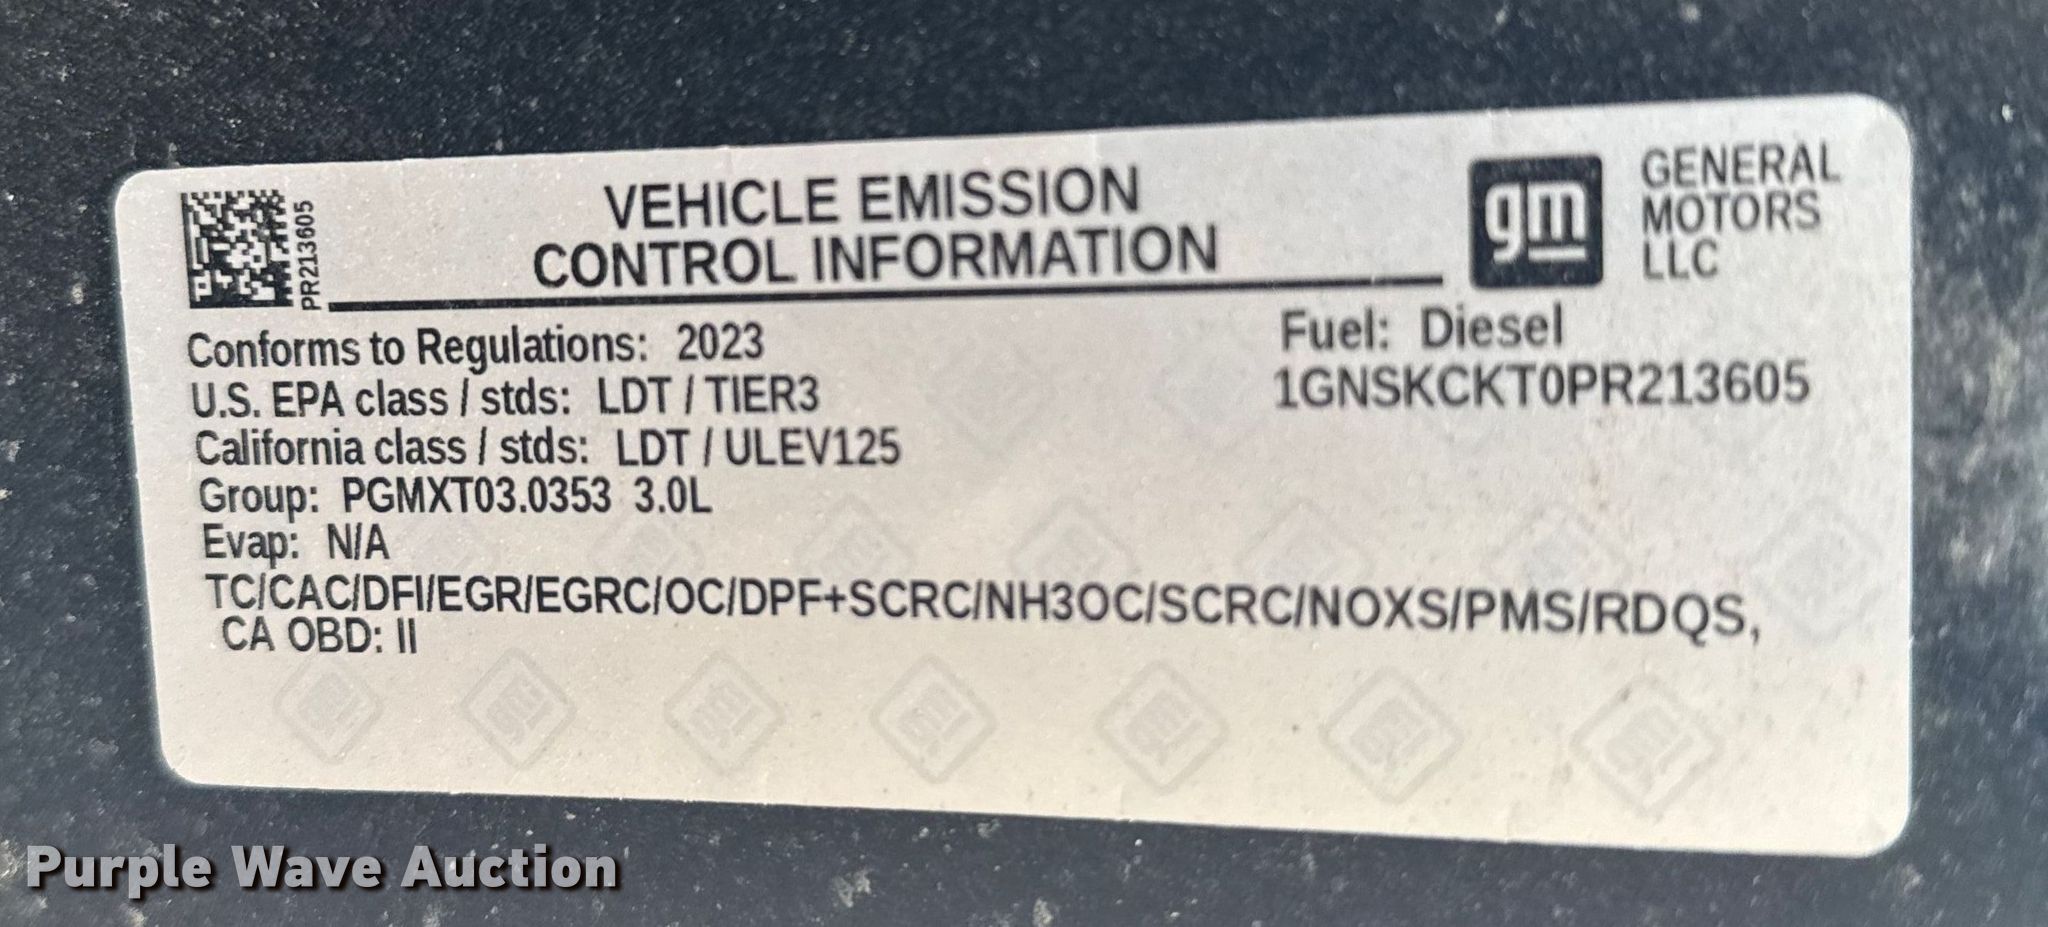 PR213605
VEHICLE EMISSION
CONTROL INFORMATION
gm
GENERAL
MOTORS
LLC
Conforms to Regulations: 2023
U.S. EPA class / stds: LDT / TIER3
California class / stds: LDT / ULEV125
Group: PGMXT03.0353 3.0L
Evap: N/A
TC/CAC/DFI/EGR/EGRC/OC/DPF+SCRC/NH3OC/SCRC/NOXS/PMS/RDQS,
CA OBD: II
Fuel: Diesel
1GNSKCKT0PR213605
Purple Wave Auction